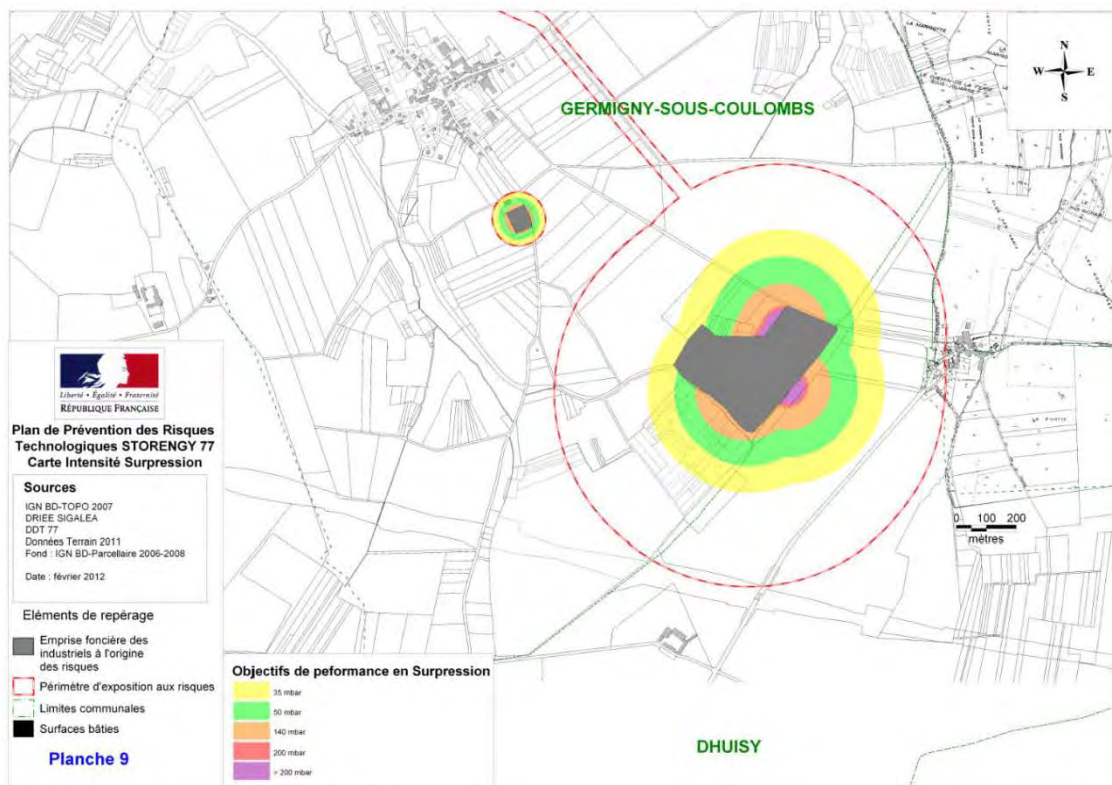 GERMIGNY-SOUS-COULOMBS
N
W E
S
Liberté • Égalité • Fraternité
RÉPUBLIQUE FRANÇAISE
Plan de Prévention des Risques
Technologiques STORENGY 77
Carte Intensité Surpression
Sources
IGN BD-TOPO 2007
DRIEE SIGALEA
DDT 77
Données Terrain 2011
Fond : IGN BD-Parcellaire 2006-2008
Date : février 2012
Eléments de repérage
Emprise foncière des
industriels à l'origine
des risques
Périmètre d'exposition aux risques
Limites communales
Surfaces bâties
Planche 9
Objectifs de peformance en Surpression
35 mbar
50 mbar
140 mbar
200 mbar
> 200 mbar
0 100 200
mètres
DHUISY